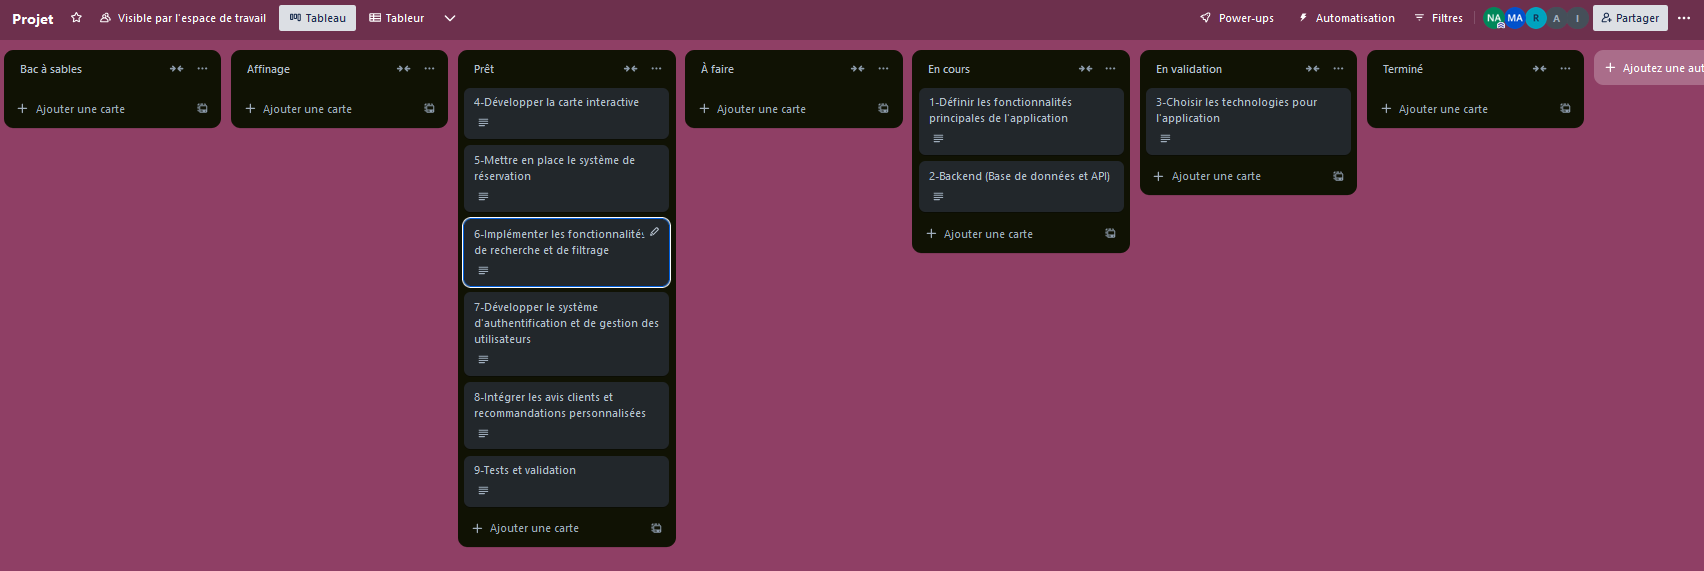 Projet
Visible par l'espace de travail
Tableau
Tableur
Power-ups
Automatisation
Filtres
NA
MA
R
A
I
Partager
Bac à sables
Ajouter une carte
Affinage
Ajouter une carte
Prêt
4-Développer la carte interactive
5-Mettre en place le système de
réservation
6-Implémenter les fonctionnalités
de recherche et de filtrage
7-Développer le système
d'authentification et de gestion des
utilisateurs
8-Intégrer les avis clients et
recommandations personnalisées
9-Tests et validation
Ajouter une carte
À faire
Ajouter une carte
En cours
1-Définir les fonctionnalités
principales de l'application
2-Backend (Base de données et API)
Ajouter une carte
En validation
3-Choisir les technologies pour
l'application
Ajouter une carte
Terminé
Ajouter une carte
Ajoutez une aut